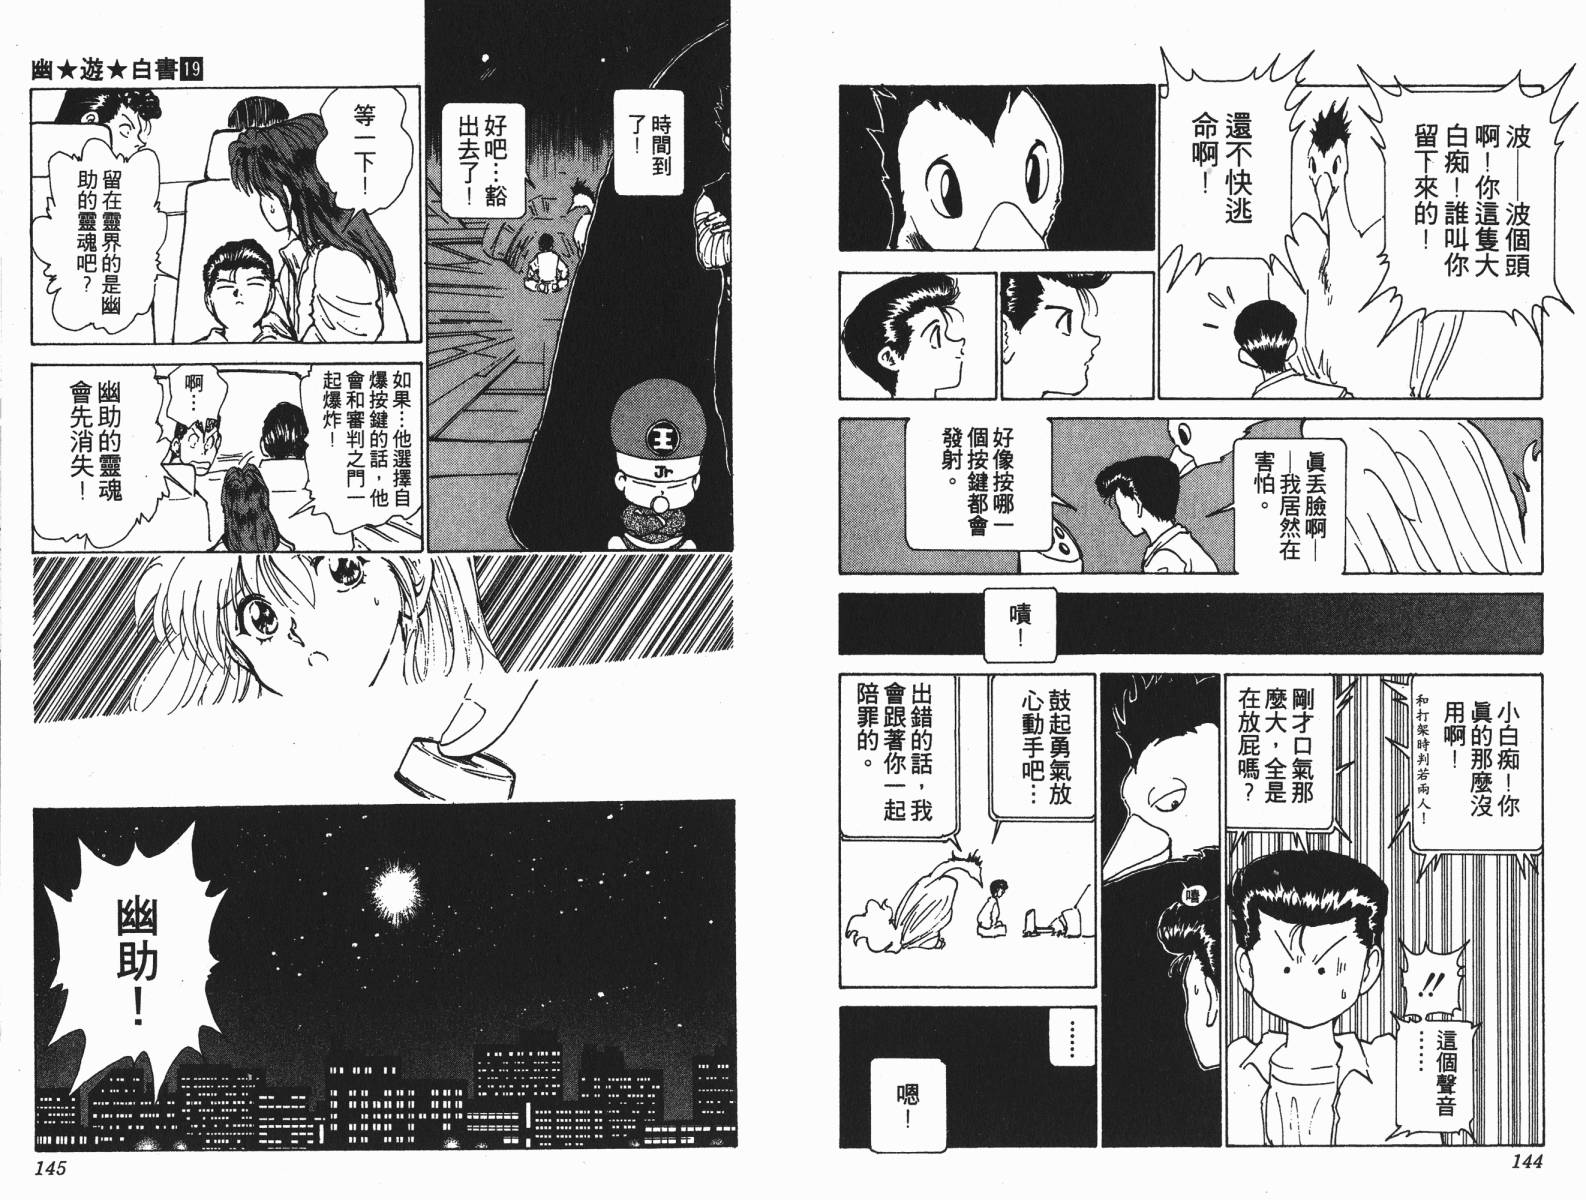 波——波個頭
啊！你這隻大
白痴！誰叫你
留下來的！
還不快逃
命啊！
真丟臉啊—
—我居然在
害怕。
好像按哪一
個按鍵都會
發射。
嘖！
小白痴！你
真的那麼沒
用啊！
和打架時判若兩人！
剛才口氣那
麼大，全是
在放屁嗎？
!!
這個聲音
……
嘻
鼓起勇氣放
心動手吧…
出錯的話，我
會跟著你一起
陪罪的。
……
嗯！
144
幽★遊★白書19
時間到
了！
好吧…豁
出去了！
王
Jr
等一下！
留在靈界的是幽
助的靈魂吧？
如果…他選擇自
爆按鍵的話，他
會和審判之門一
起爆炸！
啊…
幽助的靈魂
會先消失！
幽助！
145